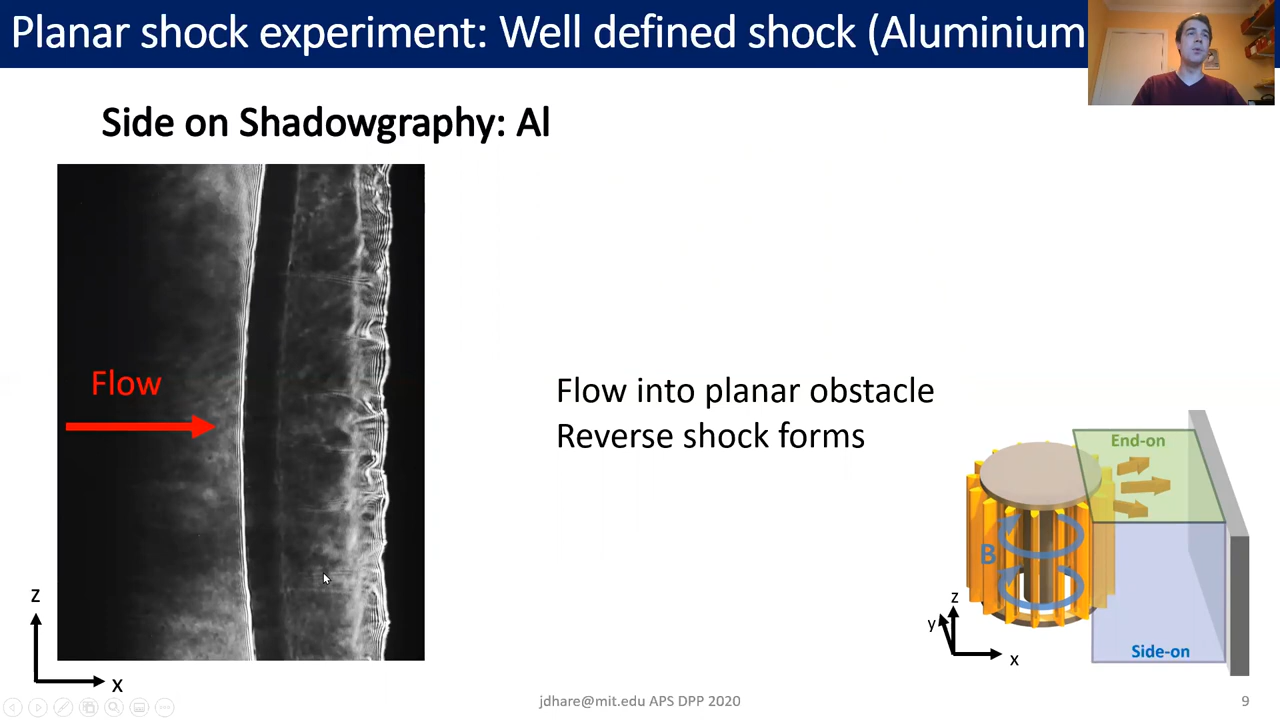 Planar shock experiment: Well defined shock (Aluminium
Side on Shadowgraphy: Al
Flow
Flow into planar obstacle
Reverse shock forms
End-on
B
Side-on
z
y
x
z
x
jdhare@mit.edu APS DPP 2020
9